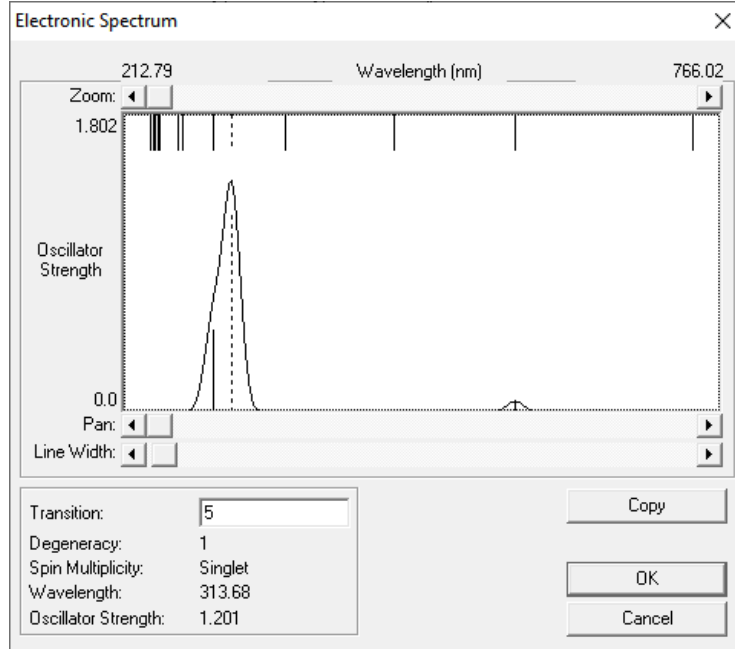 Electronic Spectrum
212.79 Wavelength (nm) 766.02
Zoom:
1.802
Oscillator
Strength
0.0
Pan:
Line Width:
Transition: 5
Degeneracy: 1
Spin Multiplicity: Singlet
Wavelength: 313.68
Oscillator Strength: 1.201
Copy
OK
Cancel